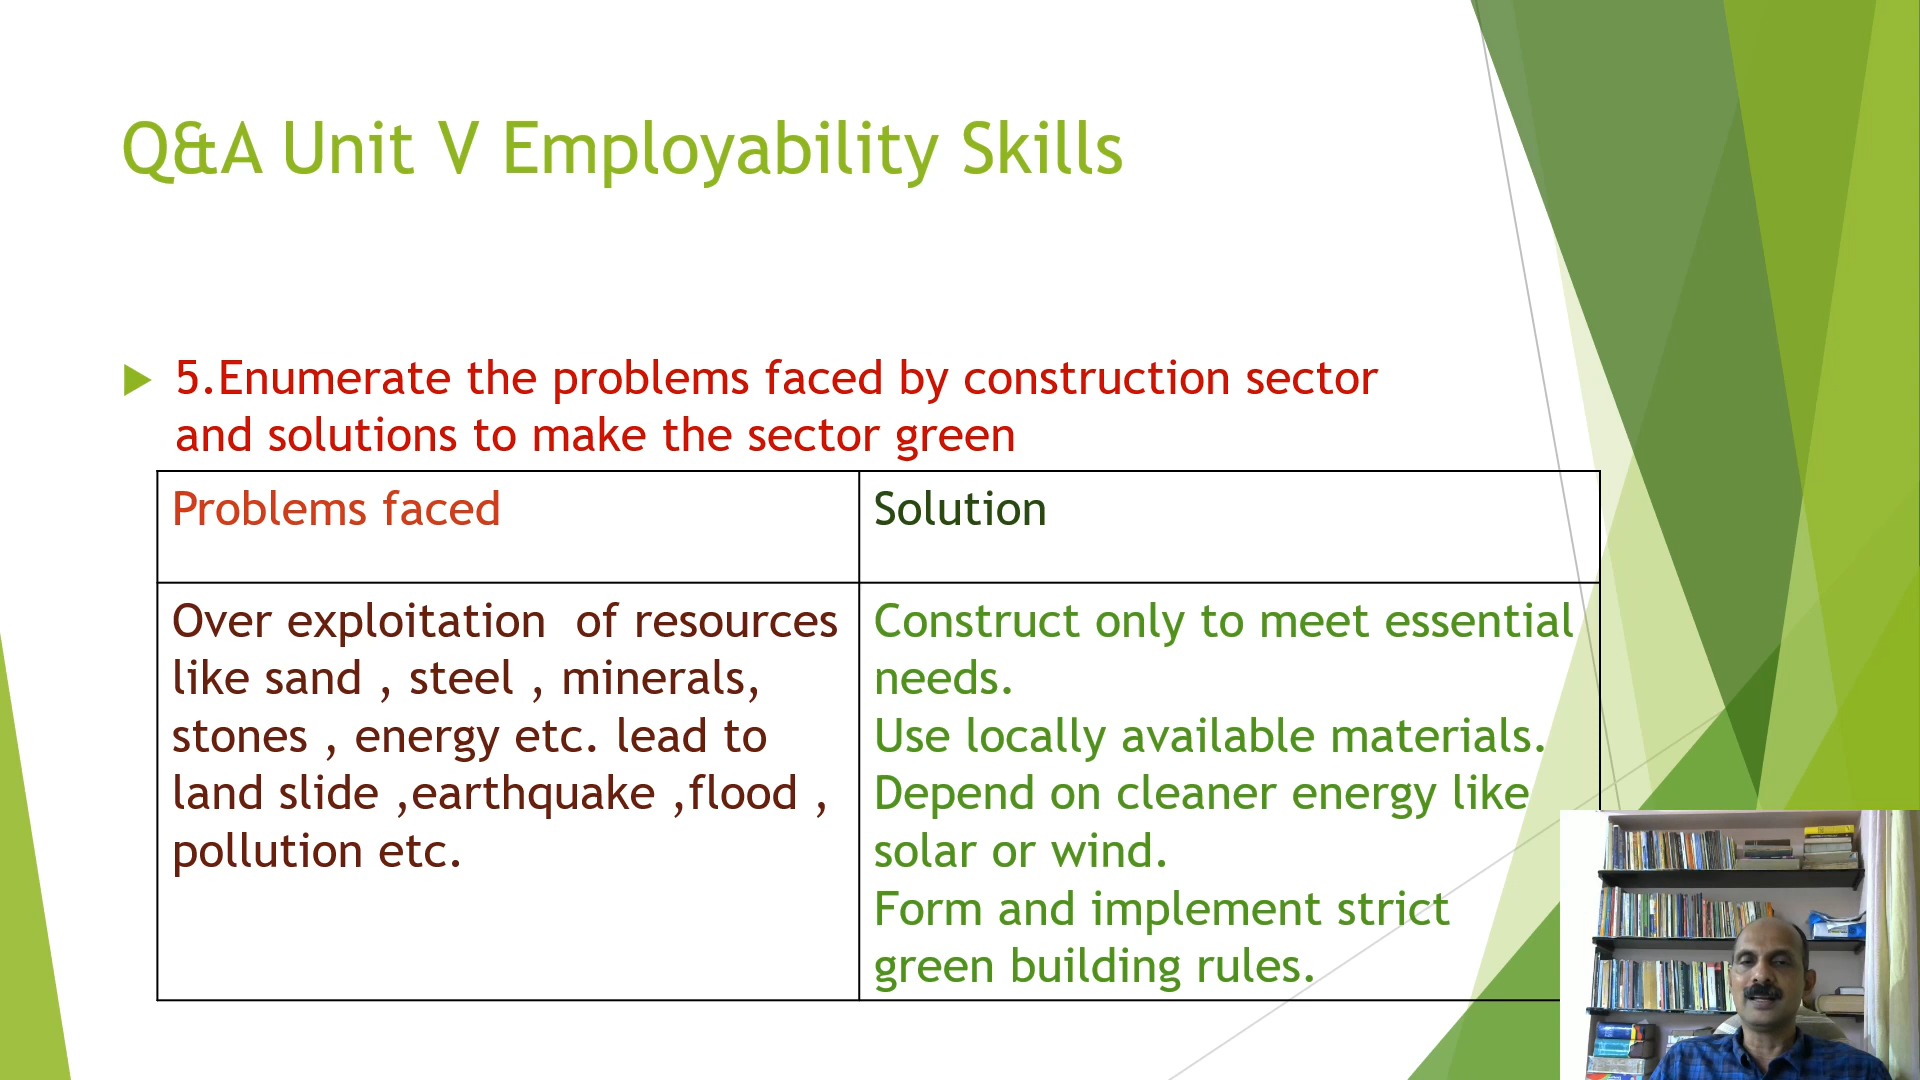 Q&A Unit V Employability Skills
5.Enumerate the problems faced by construction sector
and solutions to make the sector green
Problems faced
Solution
Over exploitation of resources
like sand , steel , minerals,
stones , energy etc. lead to
land slide ,earthquake ,flood ,
pollution etc.
Construct only to meet essential
needs.
Use locally available materials.
Depend on cleaner energy like
solar or wind.
Form and implement strict
green building rules.